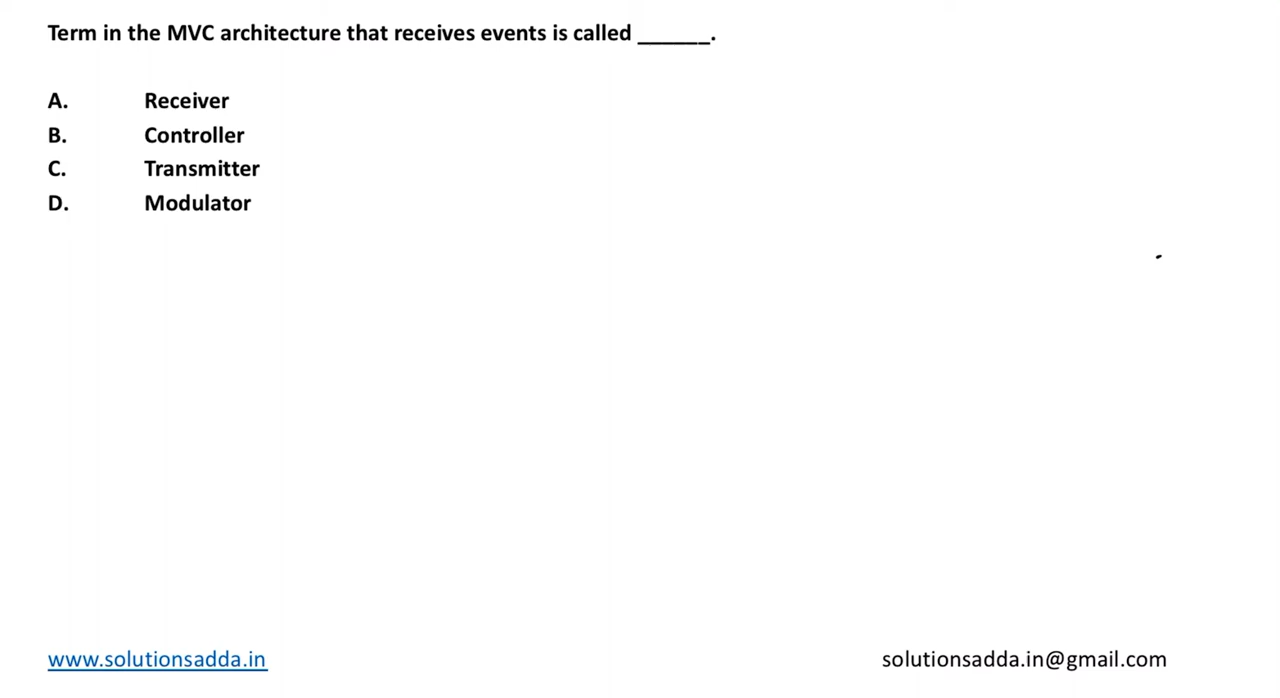 Term in the MVC architecture that receives events is called ______.
A. Receiver
B. Controller
C. Transmitter
D. Modulator
www.solutionsadda.in solutionsadda.in@gmail.com